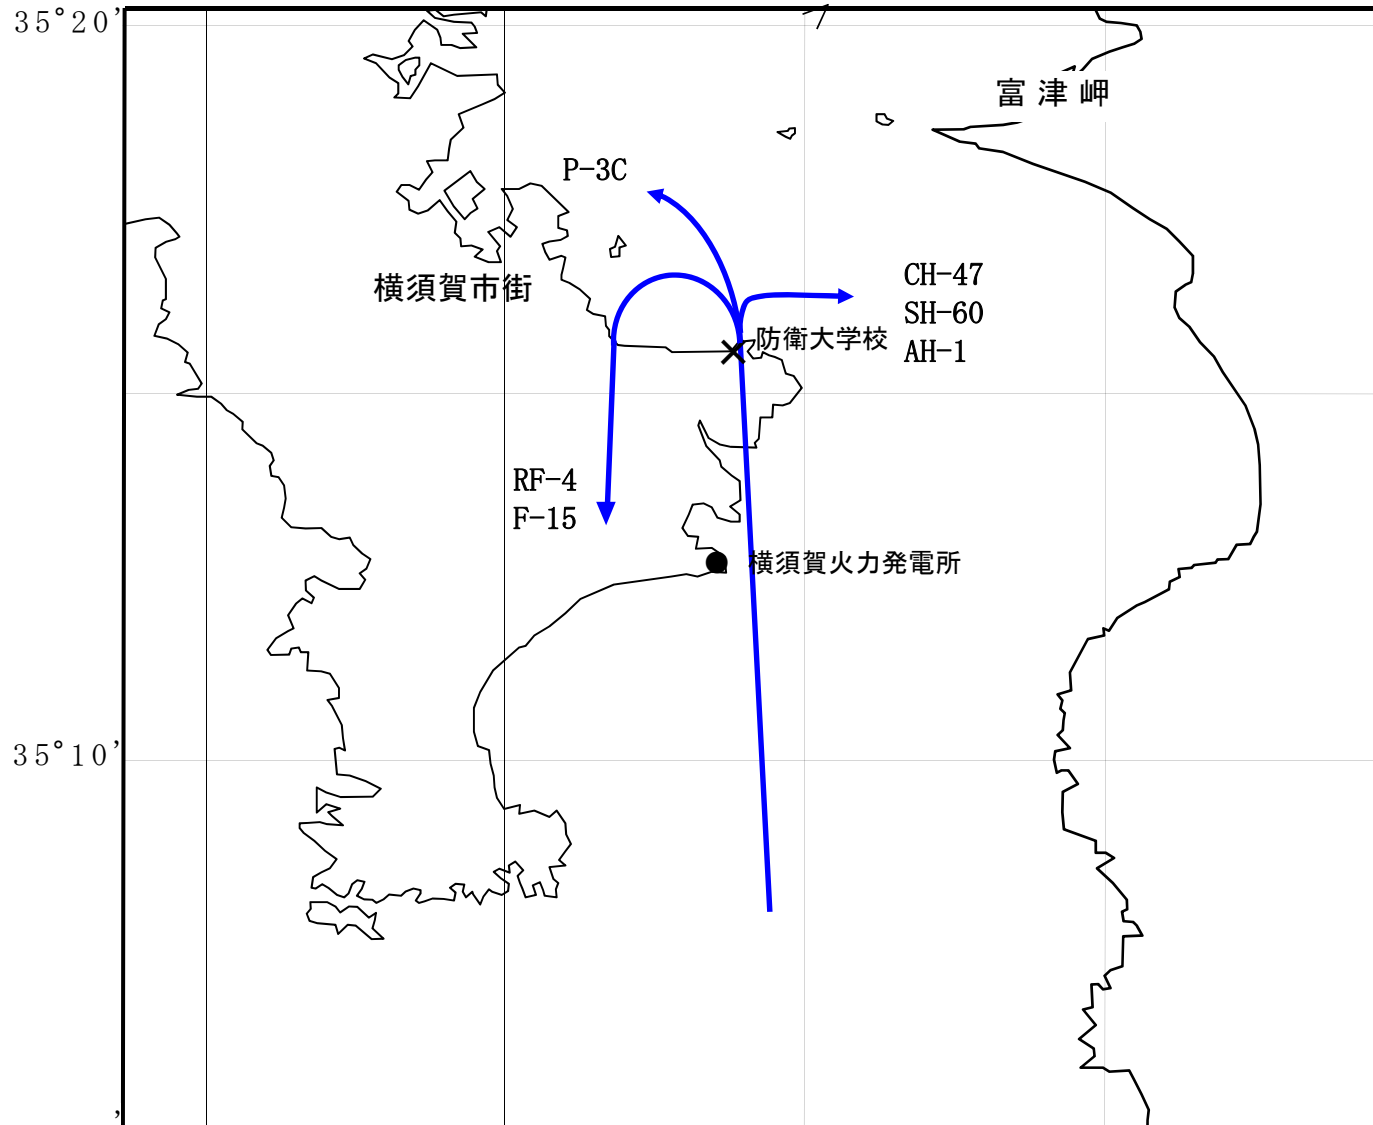 35°20’
富津岬
P-3C
CH-47
SH-60
AH-1
横須賀市街
防衛大学校
RF-4
F-15
横須賀火力発電所
35°10’
’